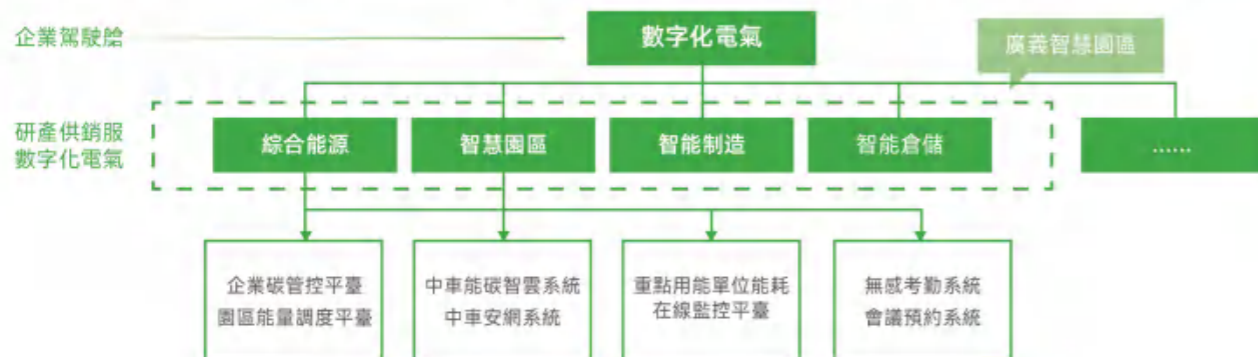 企業駕駛艙
數字化電氣
廣義智慧園區
研產供銷服
數字化電氣
綜合能源
智慧園區
智能制造
智能倉儲
......
企業碳管控平臺
園區能量調度平臺
中車能碳智雲系統
中車安網系統
重點用能單位能耗
在線監控平臺
無感考勤系統
會議預約系統